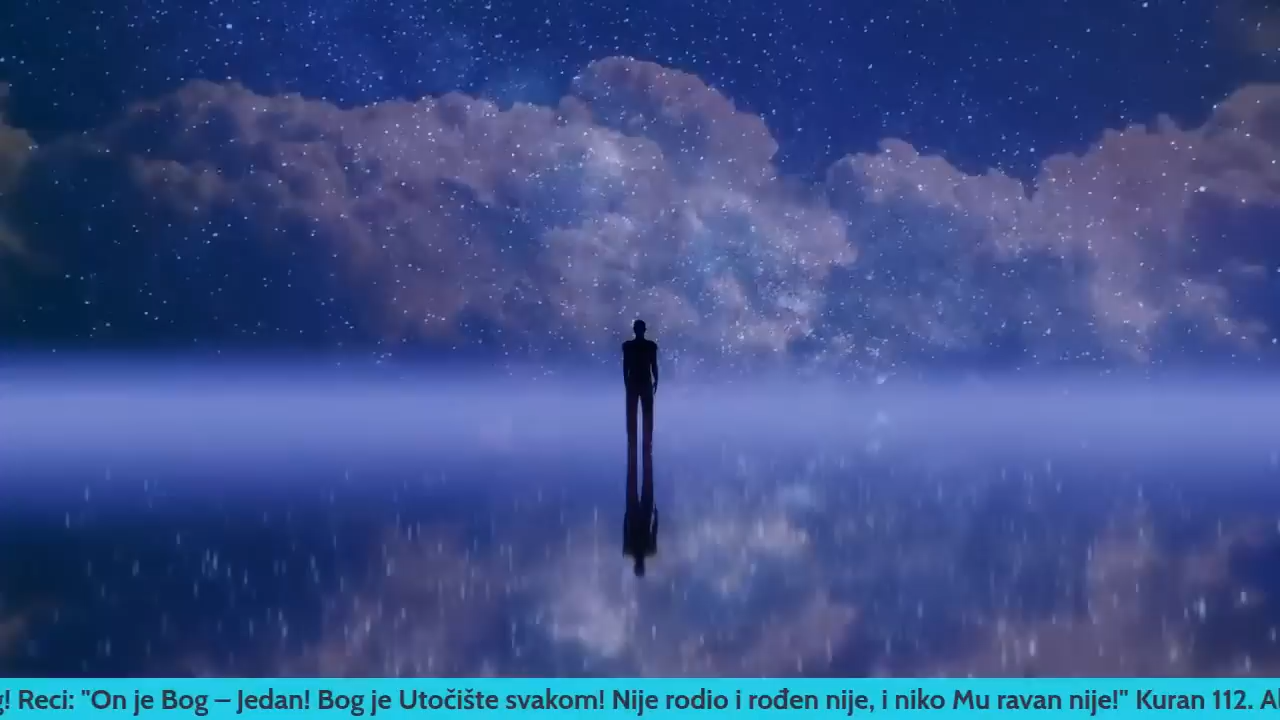 ! Reci: "On je Bog – Jedan! Bog je Utočište svakom! Nije rodio i rođen nije, i niko Mu ravan nije!" Kuran 112.